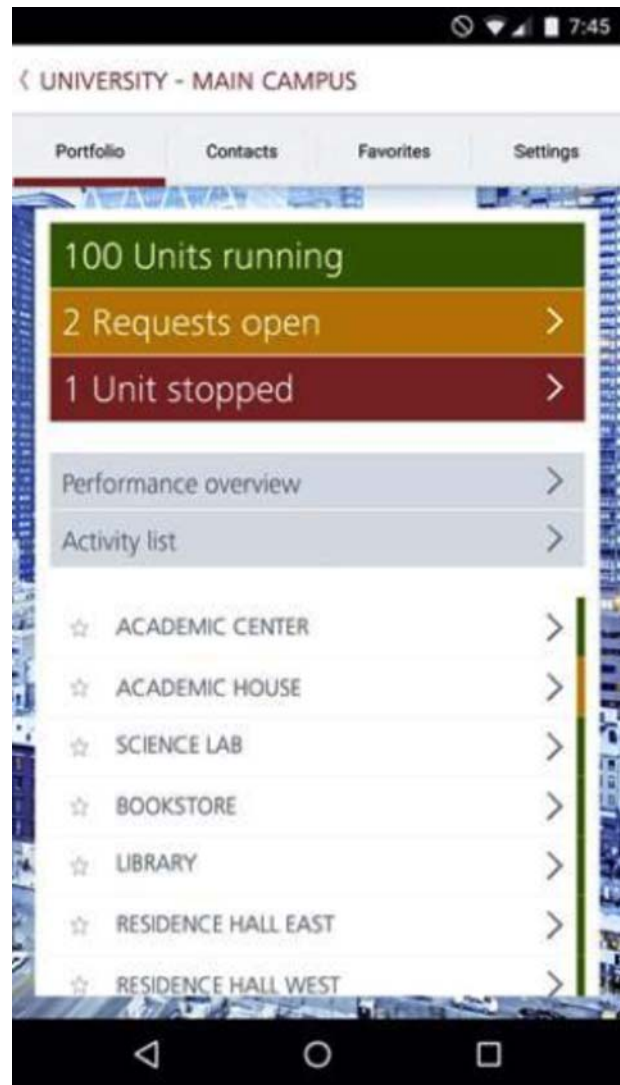 7:45
UNIVERSITY - MAIN CAMPUS
Portfolio Contacts Favorites Settings
100 Units running
2 Requests open
1 Unit stopped
Performance overview
Activity list
ACADEMIC CENTER
ACADEMIC HOUSE
SCIENCE LAB
BOOKSTORE
LIBRARY
RESIDENCE HALL EAST
RESIDENCE HALL WEST